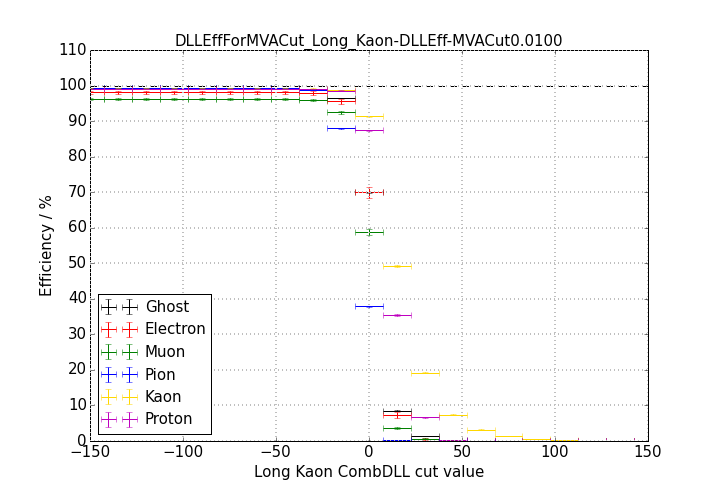 DLLEffForMVACut_Long_Kaon-DLLEff-MVACut0.0100
110
100
90
80
70
60
50
40
30
20
10
0
Efficiency / %
Ghost
Electron
Muon
Pion
Kaon
Proton
−150 −100 −50 0 50 100 150
Long Kaon CombDLL cut value